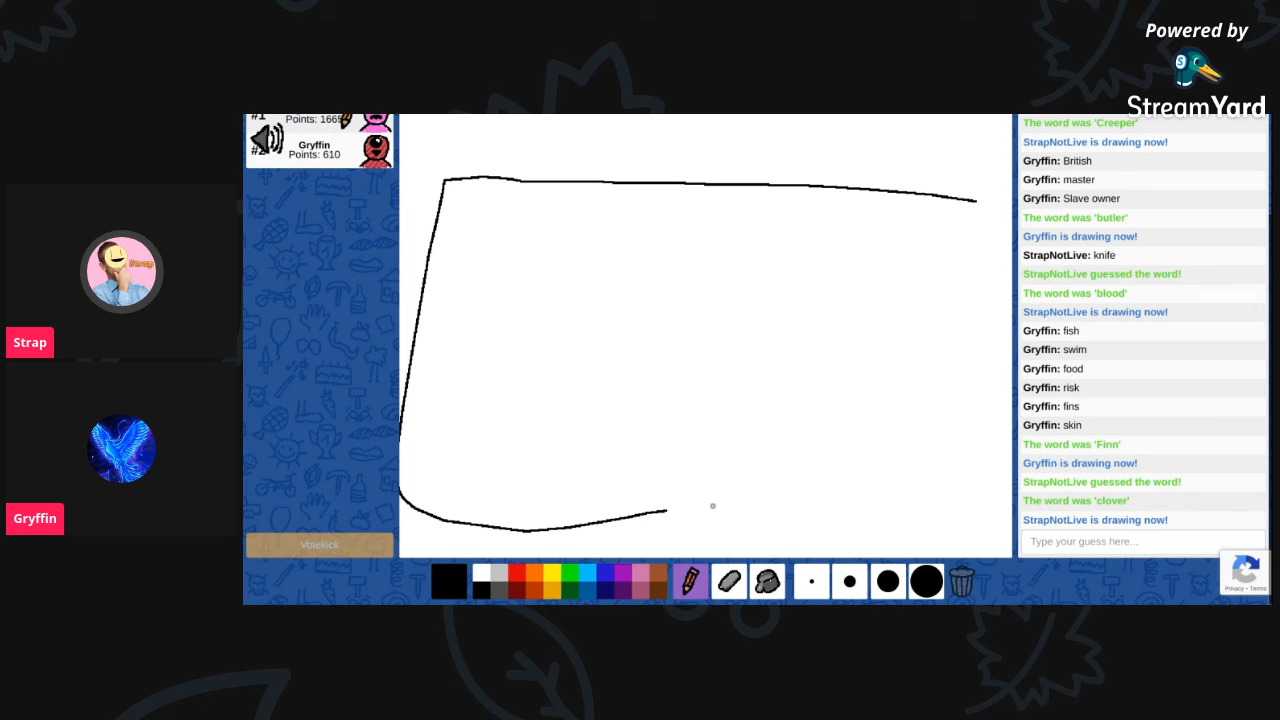 Powered by
StreamYard
#1
Points: 1665
#2
Gryffin
Points: 610
The word was 'Creeper'
StrapNotLive is drawing now!
Gryffin: British
Gryffin: master
Gryffin: Slave owner
The word was 'butler'
Gryffin is drawing now!
StrapNotLive: knife
StrapNotLive guessed the word!
The word was 'blood'
StrapNotLive is drawing now!
Gryffin: fish
Gryffin: swim
Gryffin: food
Gryffin: risk
Gryffin: fins
Gryffin: skin
The word was 'Finn'
Gryffin is drawing now!
StrapNotLive guessed the word!
The word was 'clover'
StrapNotLive is drawing now!
Type your guess here...
Strap
Strap
Gryffin
Votekick
Privacy - Terms